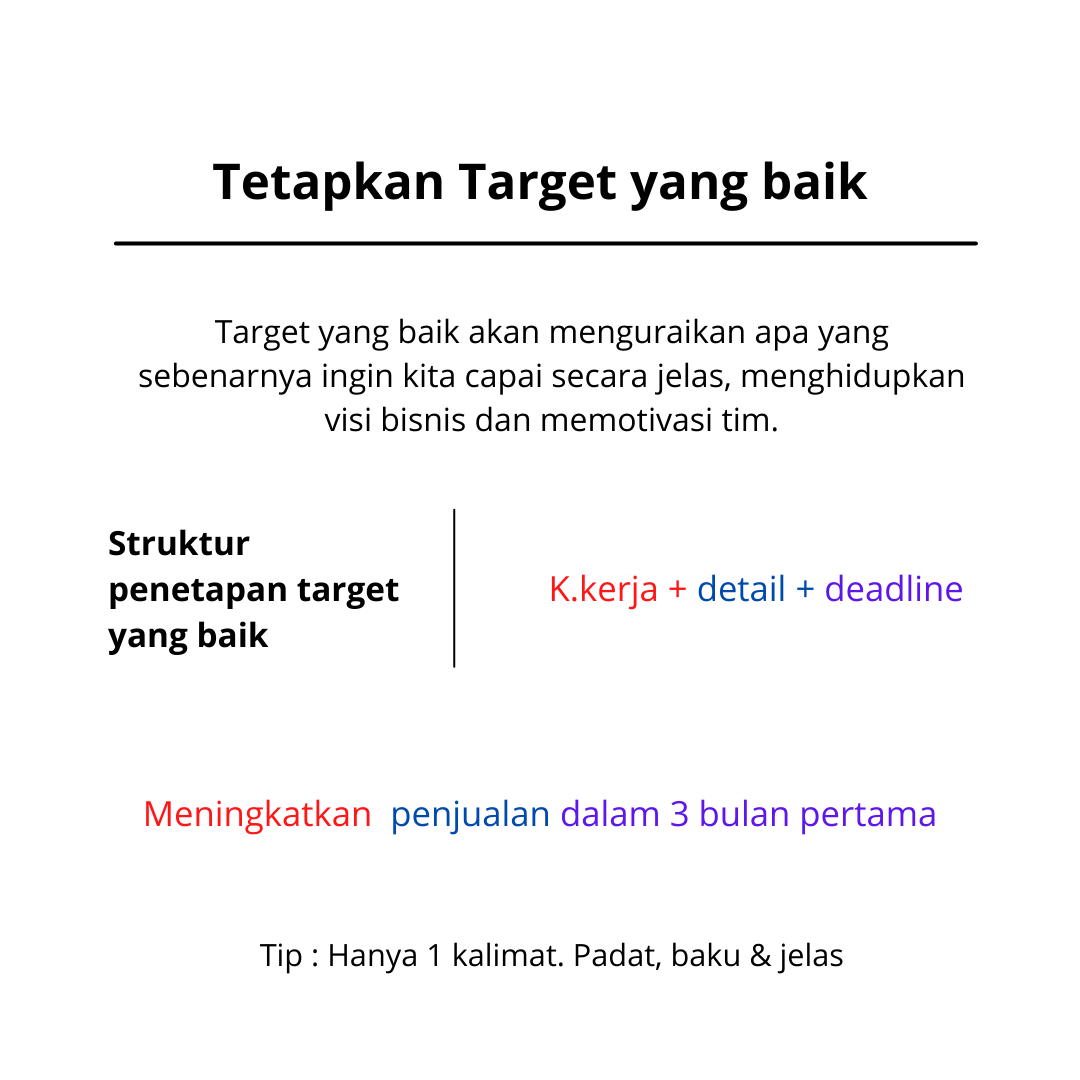 Tetapkan Target yang baik
Target yang baik akan menguraikan apa yang
sebenarnya ingin kita capai secara jelas, menghidupkan
visi bisnis dan memotivasi tim.
Struktur
penetapan target
yang baik
K.kerja + detail + deadline
Meningkatkan penjualan dalam 3 bulan pertama
Tip : Hanya 1 kalimat. Padat, baku & jelas